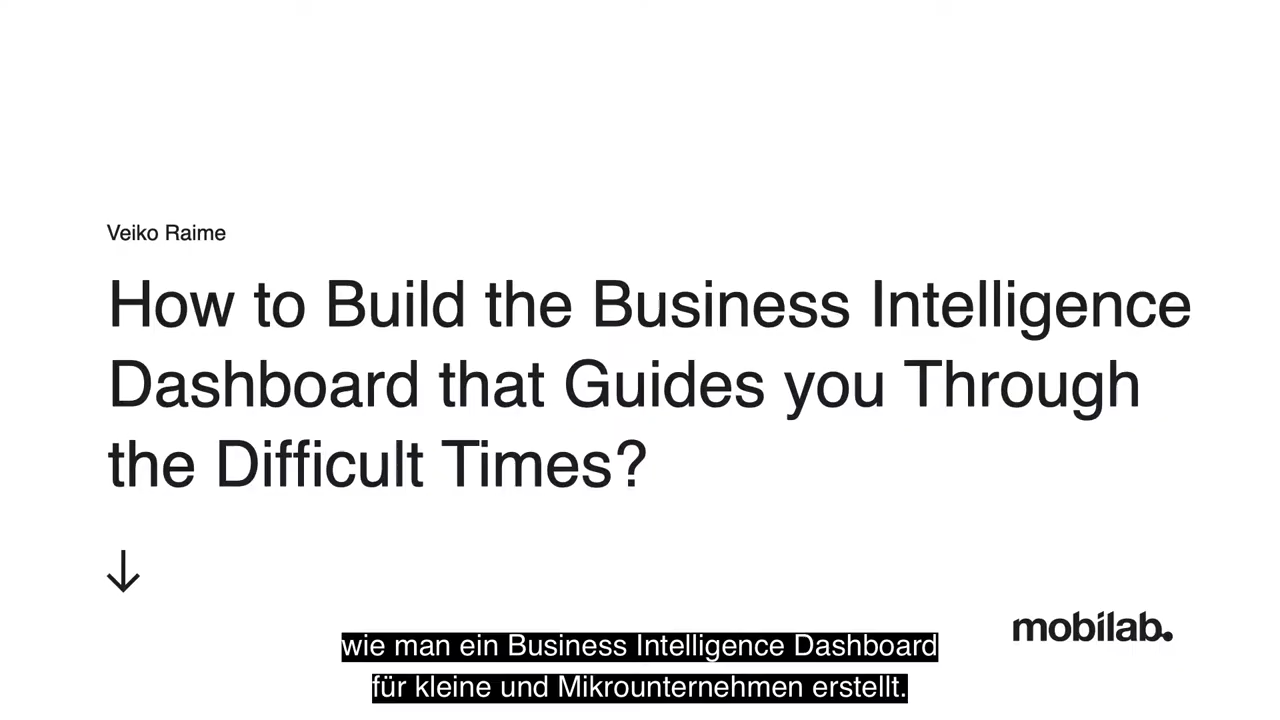 Veiko Raime
How to Build the Business Intelligence
Dashboard that Guides you Through
the Difficult Times?
mobilab.
wie man ein Business Intelligence Dashboard
für kleine und Mikrounternehmen erstellt.